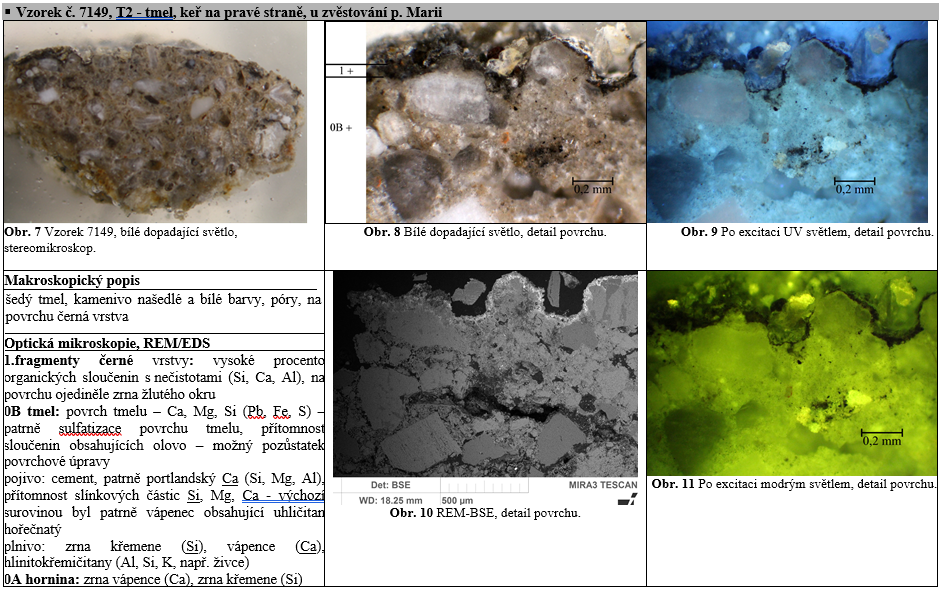 ▪ Vzorek č. 7149, T2 - tmel, keř na pravé straně, u zvěstování p. Marii
1 +
0B +
0,2 mm
0,2 mm
Obr. 7 Vzorek 7149, bílé dopadající světlo,
stereomikroskop.
Obr. 8 Bílé dopadající světlo, detail povrchu.
Obr. 9 Po excitaci UV světlem, detail povrchu.
Makroskopický popis
šedý tmel, kamenivo našedlé a bílé barvy, póry, na
povrchu černá vrstva
Optická mikroskopie, REM/EDS
1.fragmenty černé vrstvy: vysoké procento
organických sloučenin s nečistotami (Si, Ca, Al), na
povrchu ojediněle zrna žlutého okru
0B tmel: povrch tmelu – Ca, Mg, Si (Pb, Fe, S) –
patrně sulfatizace povrchu tmelu, přítomnost
sloučenin obsahujících olovo – možný pozůstatek
povrchové úpravy
pojivo: cement, patrně portlandský Ca (Si, Mg, Al),
přítomnost slínkových částic Si, Mg, Ca - výchozí
surovinou byl patrně vápenec obsahující uhličitan
hořečnatý
plnivo: zrna křemene (Si), vápence (Ca),
hlinitokřemičitany (Al, Si, K, např. živce)
0A hornina: zrna vápence (Ca), zrna křemene (Si)
Det: BSE
MIRA3 TESCAN
WD: 18.25 mm
500 µm
Obr. 10 REM-BSE, detail povrchu.
0,2 mm
Obr. 11 Po excitaci modrým světlem, detail povrchu.